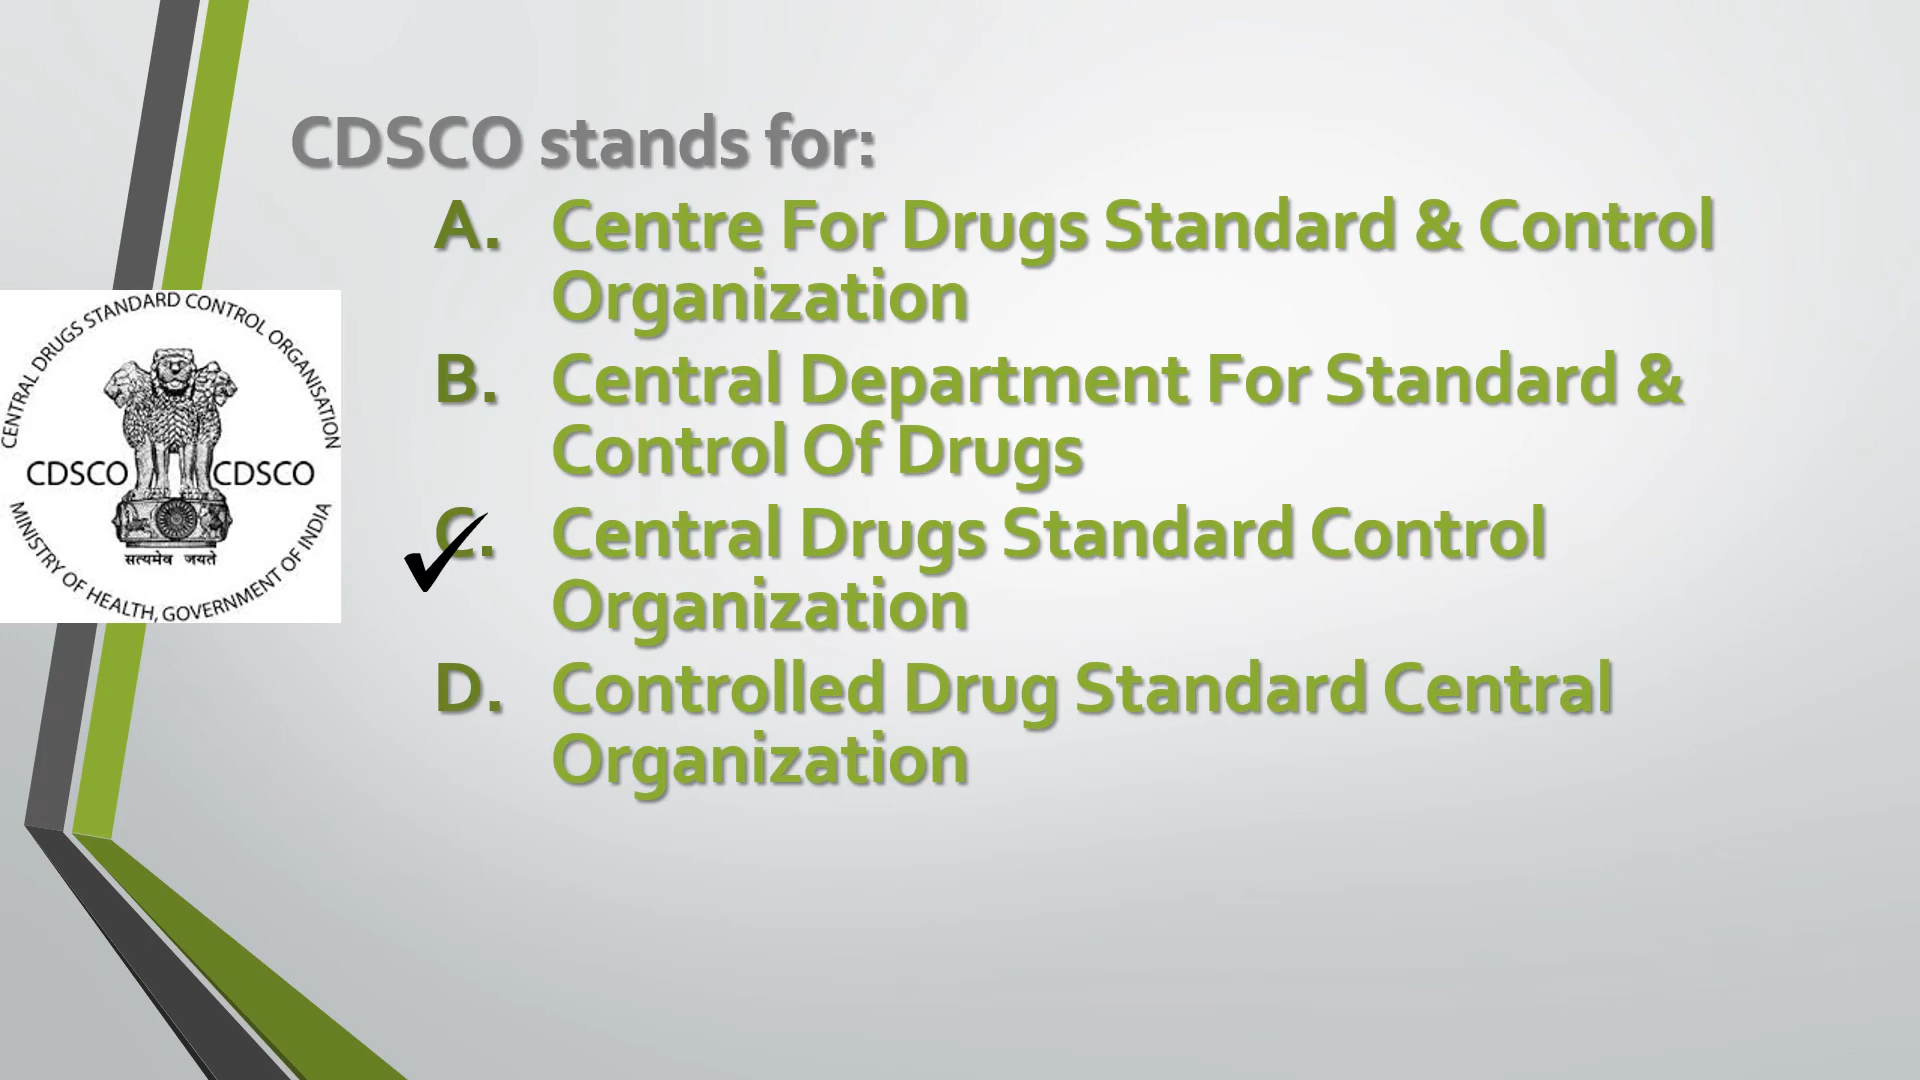 CDSCO stands for:
A. Centre For Drugs Standard & Control
Organization
B. Central Department For Standard &
Control Of Drugs
C. Central Drugs Standard Control
Organization
D. Controlled Drug Standard Central
Organization
CENTRAL DRUGS STANDARD CONTROL ORGANISATION
CDSCO CDSCO
सत्यमेव जयते
MINISTRY OF HEALTH, GOVERNMENT OF INDIA